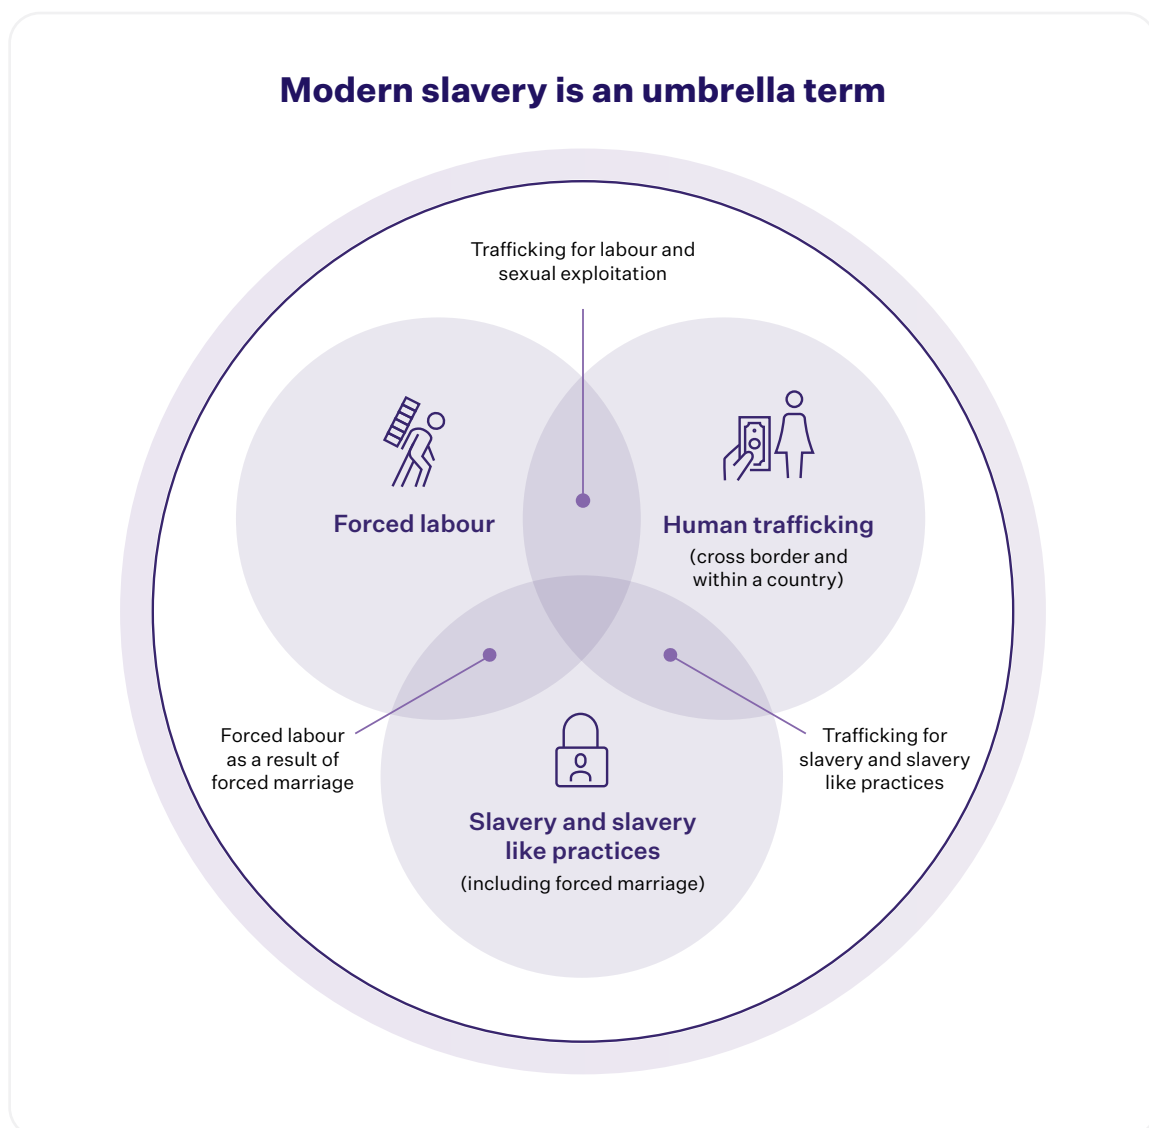 Modern slavery is an umbrella term
Trafficking for labour and
sexual exploitation
Forced labour
Human trafficking
(cross border and
within a country)
Forced labour
as a result of
forced marriage
Trafficking for
slavery and slavery
like practices
Slavery and slavery
like practices
(including forced marriage)